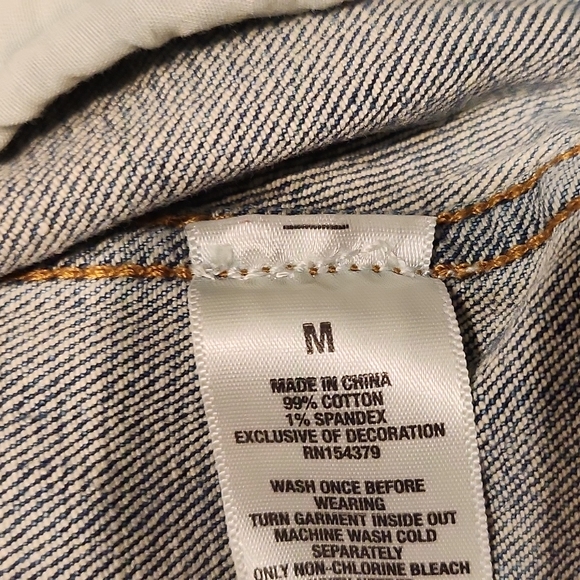 M
MADE IN CHINA
99% COTTON
1% SPANDEX
EXCLUSIVE OF DECORATION
RN154379
WASH ONCE BEFORE
WEARING
TURN GARMENT INSIDE OUT
MACHINE WASH COLD
SEPARATELY
ONLY NON-CHLORINE BLEACH